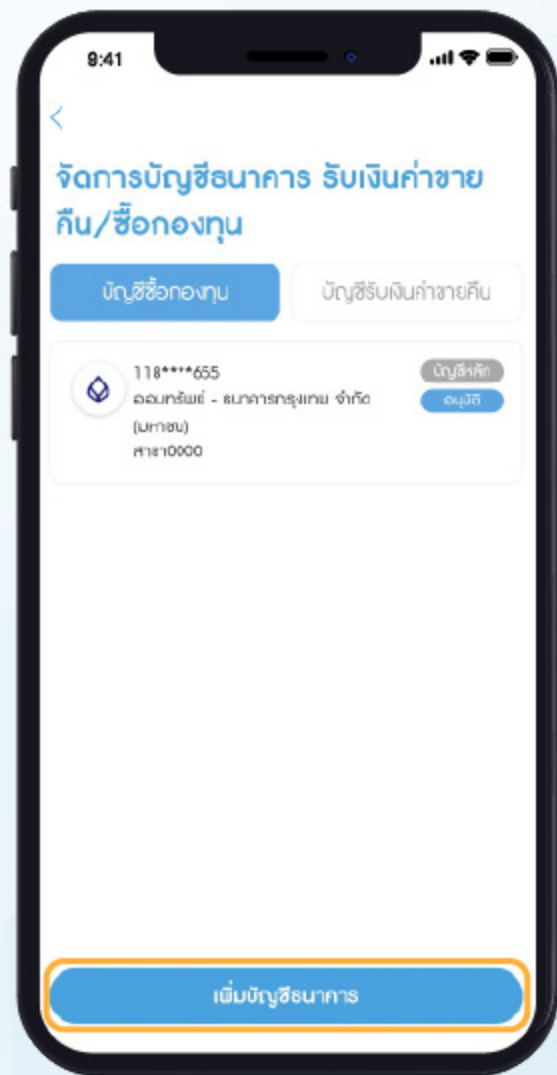 9:41
จัดการบัญชีธนาคาร รับเงินค่าขาย
คืน/ซื้อกองทุน
บัญชีซื้อกองทุน
บัญชีรับเงินค่าขายคืน
118****655
บัญชีหลัก
ออมทรัพย์ - ธนาคารกรุงเทพ จำกัด
อนุมัติ
(มหาชน)
สาขา0000
เพิ่มบัญชีธนาคาร